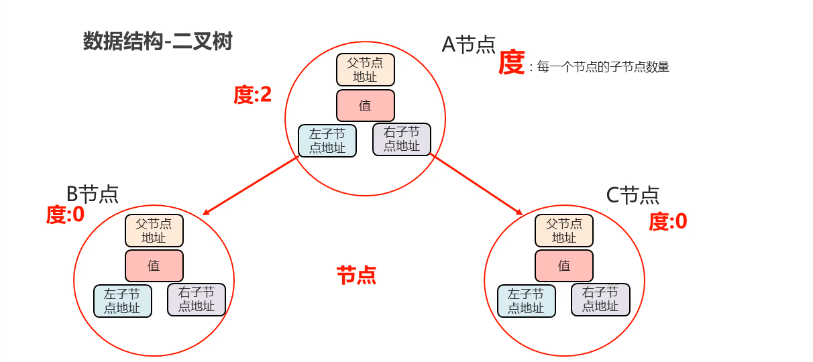 数据结构-二叉树
A节点
度：每一个节点的子节点数量
度:2
父节点
地址
值
左子节
点地址
右子节
点地址
B节点
度:0
父节点
地址
值
左子节
点地址
右子节
点地址
节点
C节点
度:0
父节点
地址
值
左子节
点地址
右子节
点地址